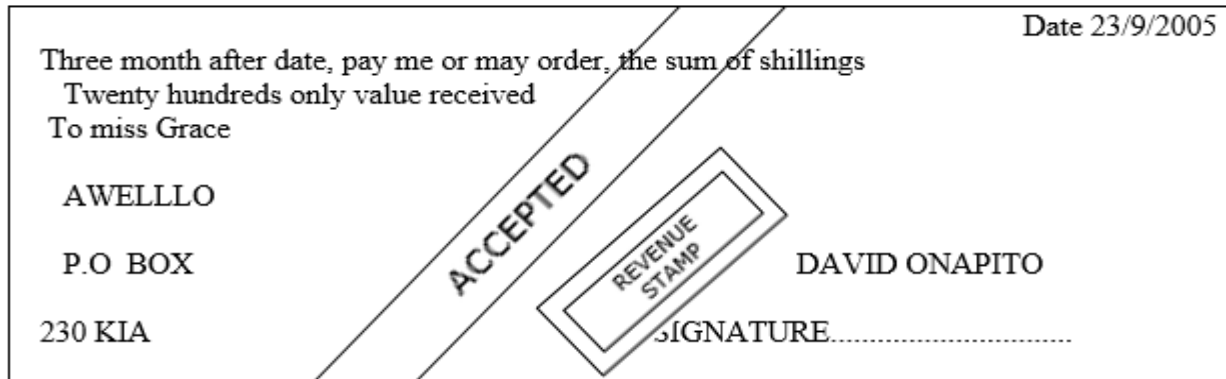 Date 23/9/2005
Three month after date, pay me or may order, the sum of shillings
Twenty hundreds only value received
To miss Grace
AWELLLO
ACCEPTED
P.O BOX
REVENUE
STAMP
DAVID ONAPITO
230 KIA
SIGNATURE..............................